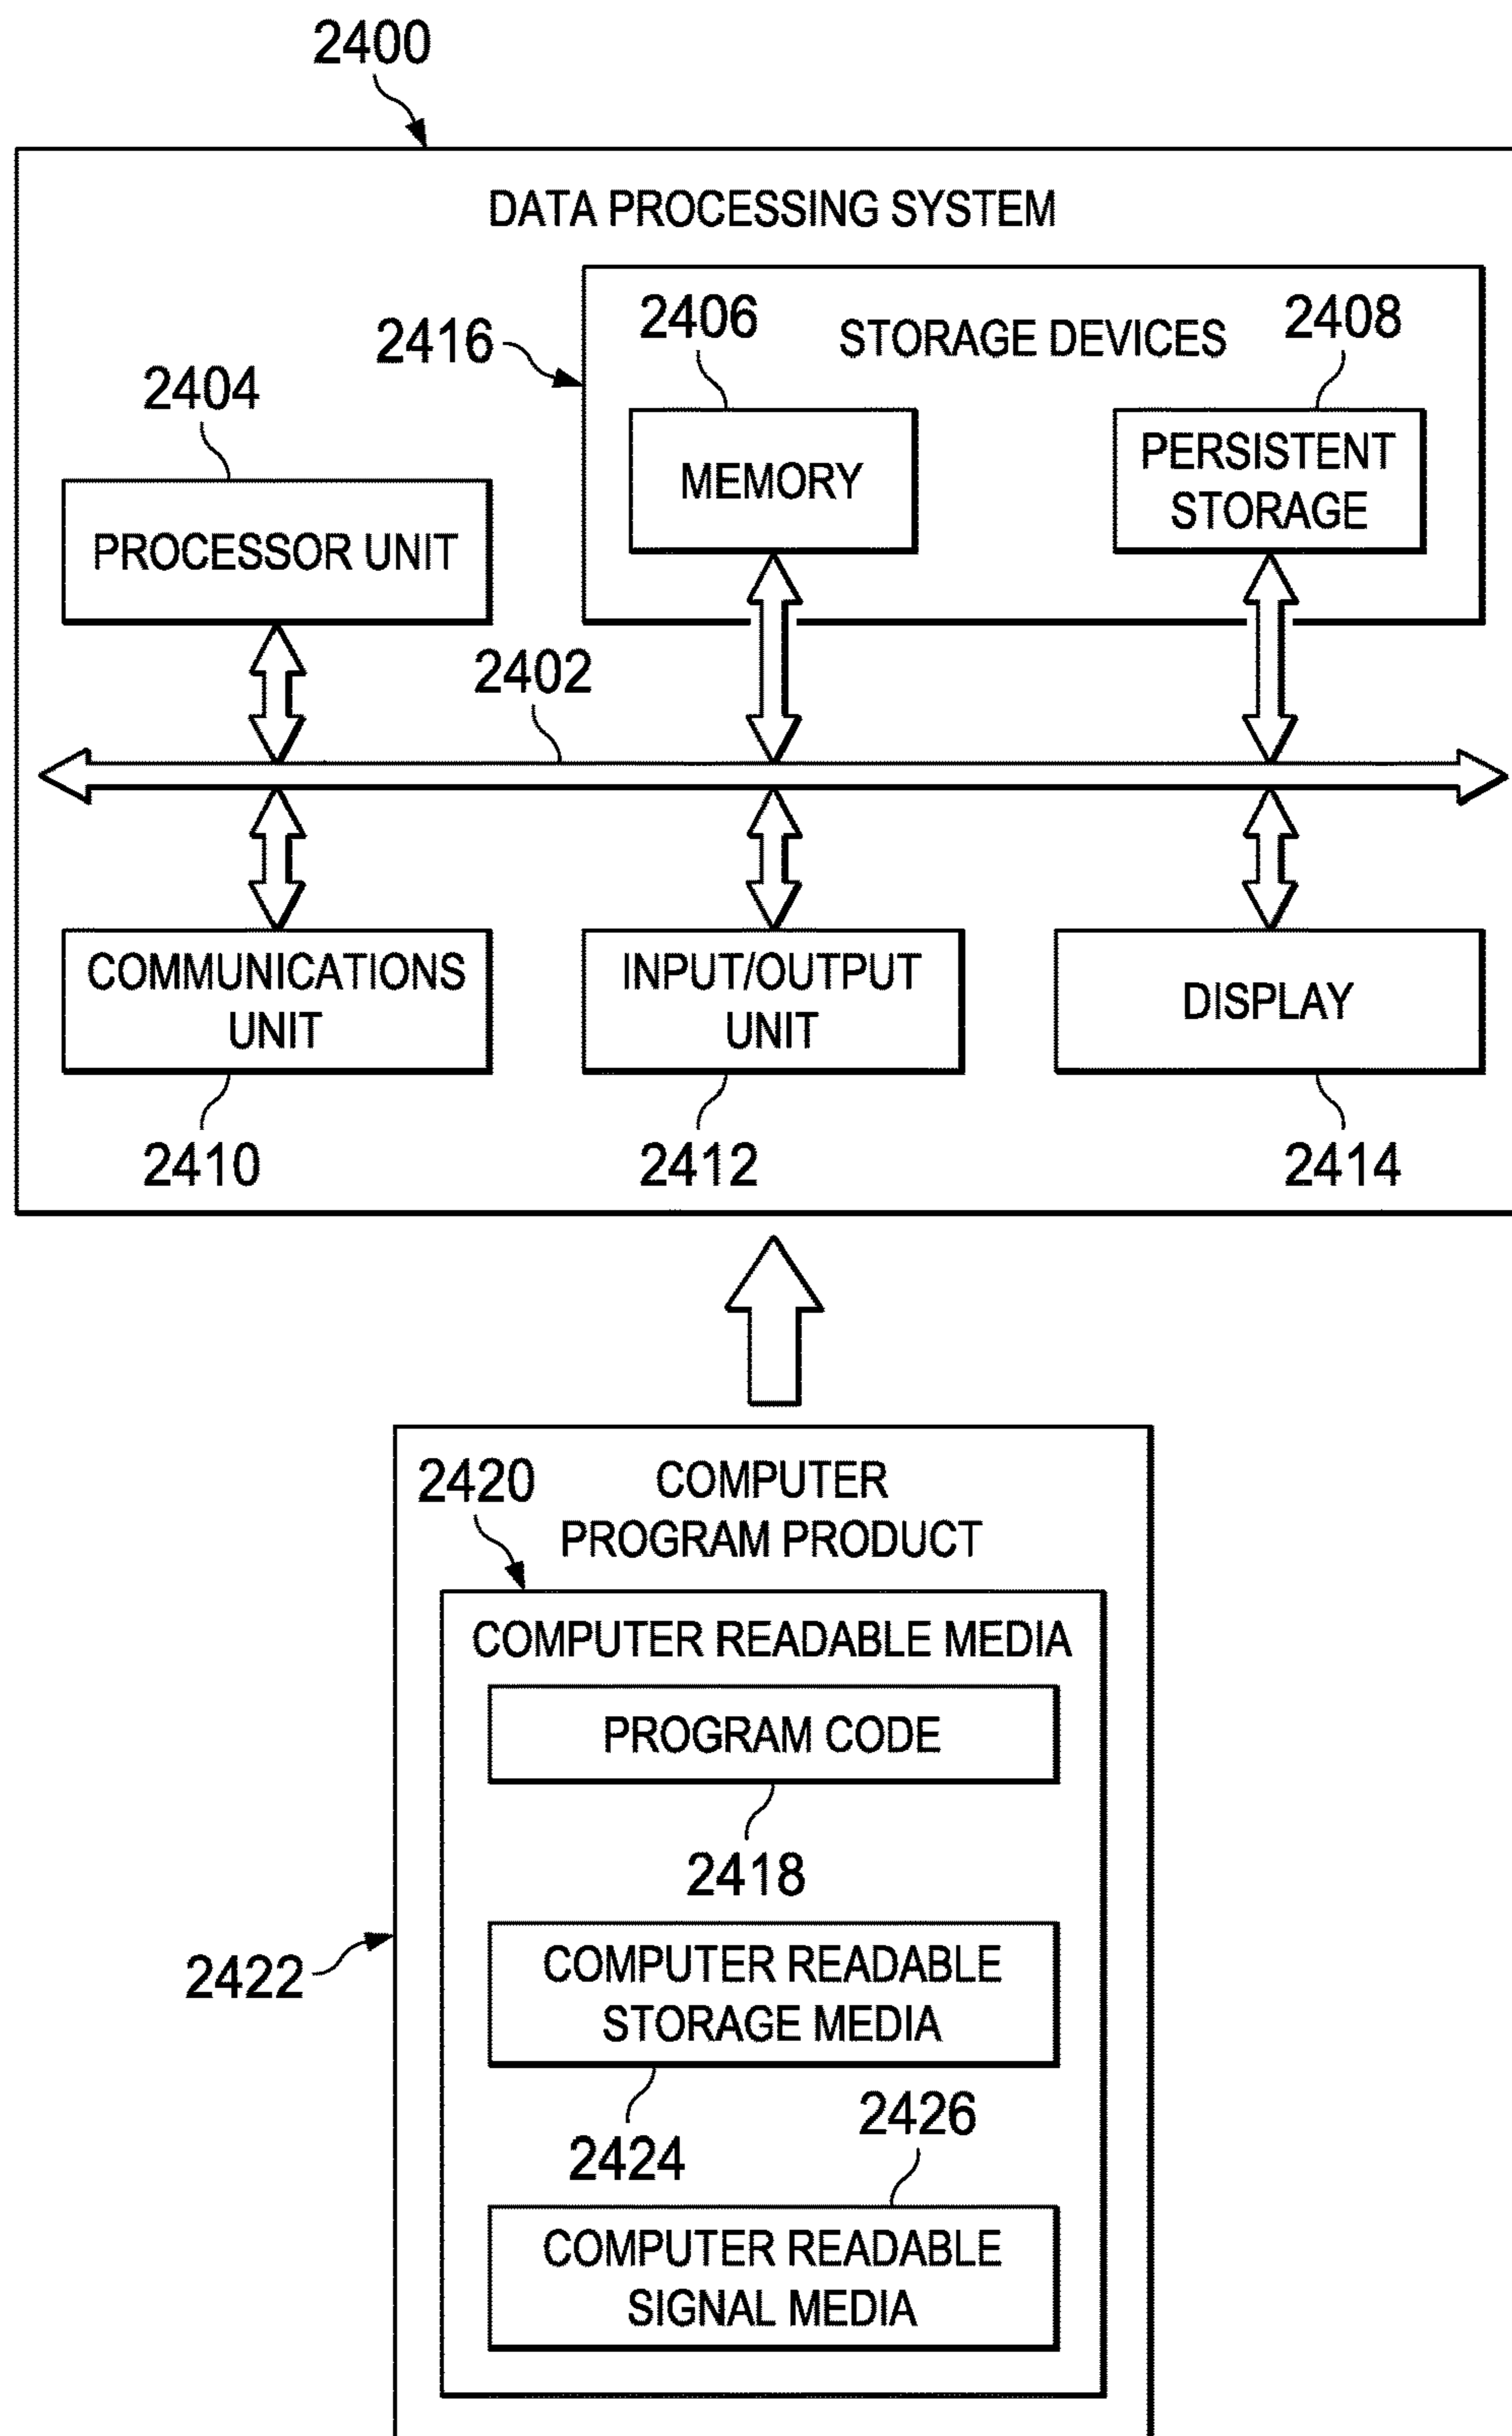 2400
DATA PROCESSING SYSTEM
2416
2406
STORAGE DEVICES
2408
2404
MEMORY
PERSISTENT
STORAGE
PROCESSOR UNIT
2402
COMMUNICATIONS
UNIT
INPUT/OUTPUT
UNIT
DISPLAY
2410
2412
2414
2420
COMPUTER
PROGRAM PRODUCT
COMPUTER READABLE MEDIA
PROGRAM CODE
2418
2422
COMPUTER READABLE
STORAGE MEDIA
2424
2426
COMPUTER READABLE
SIGNAL MEDIA